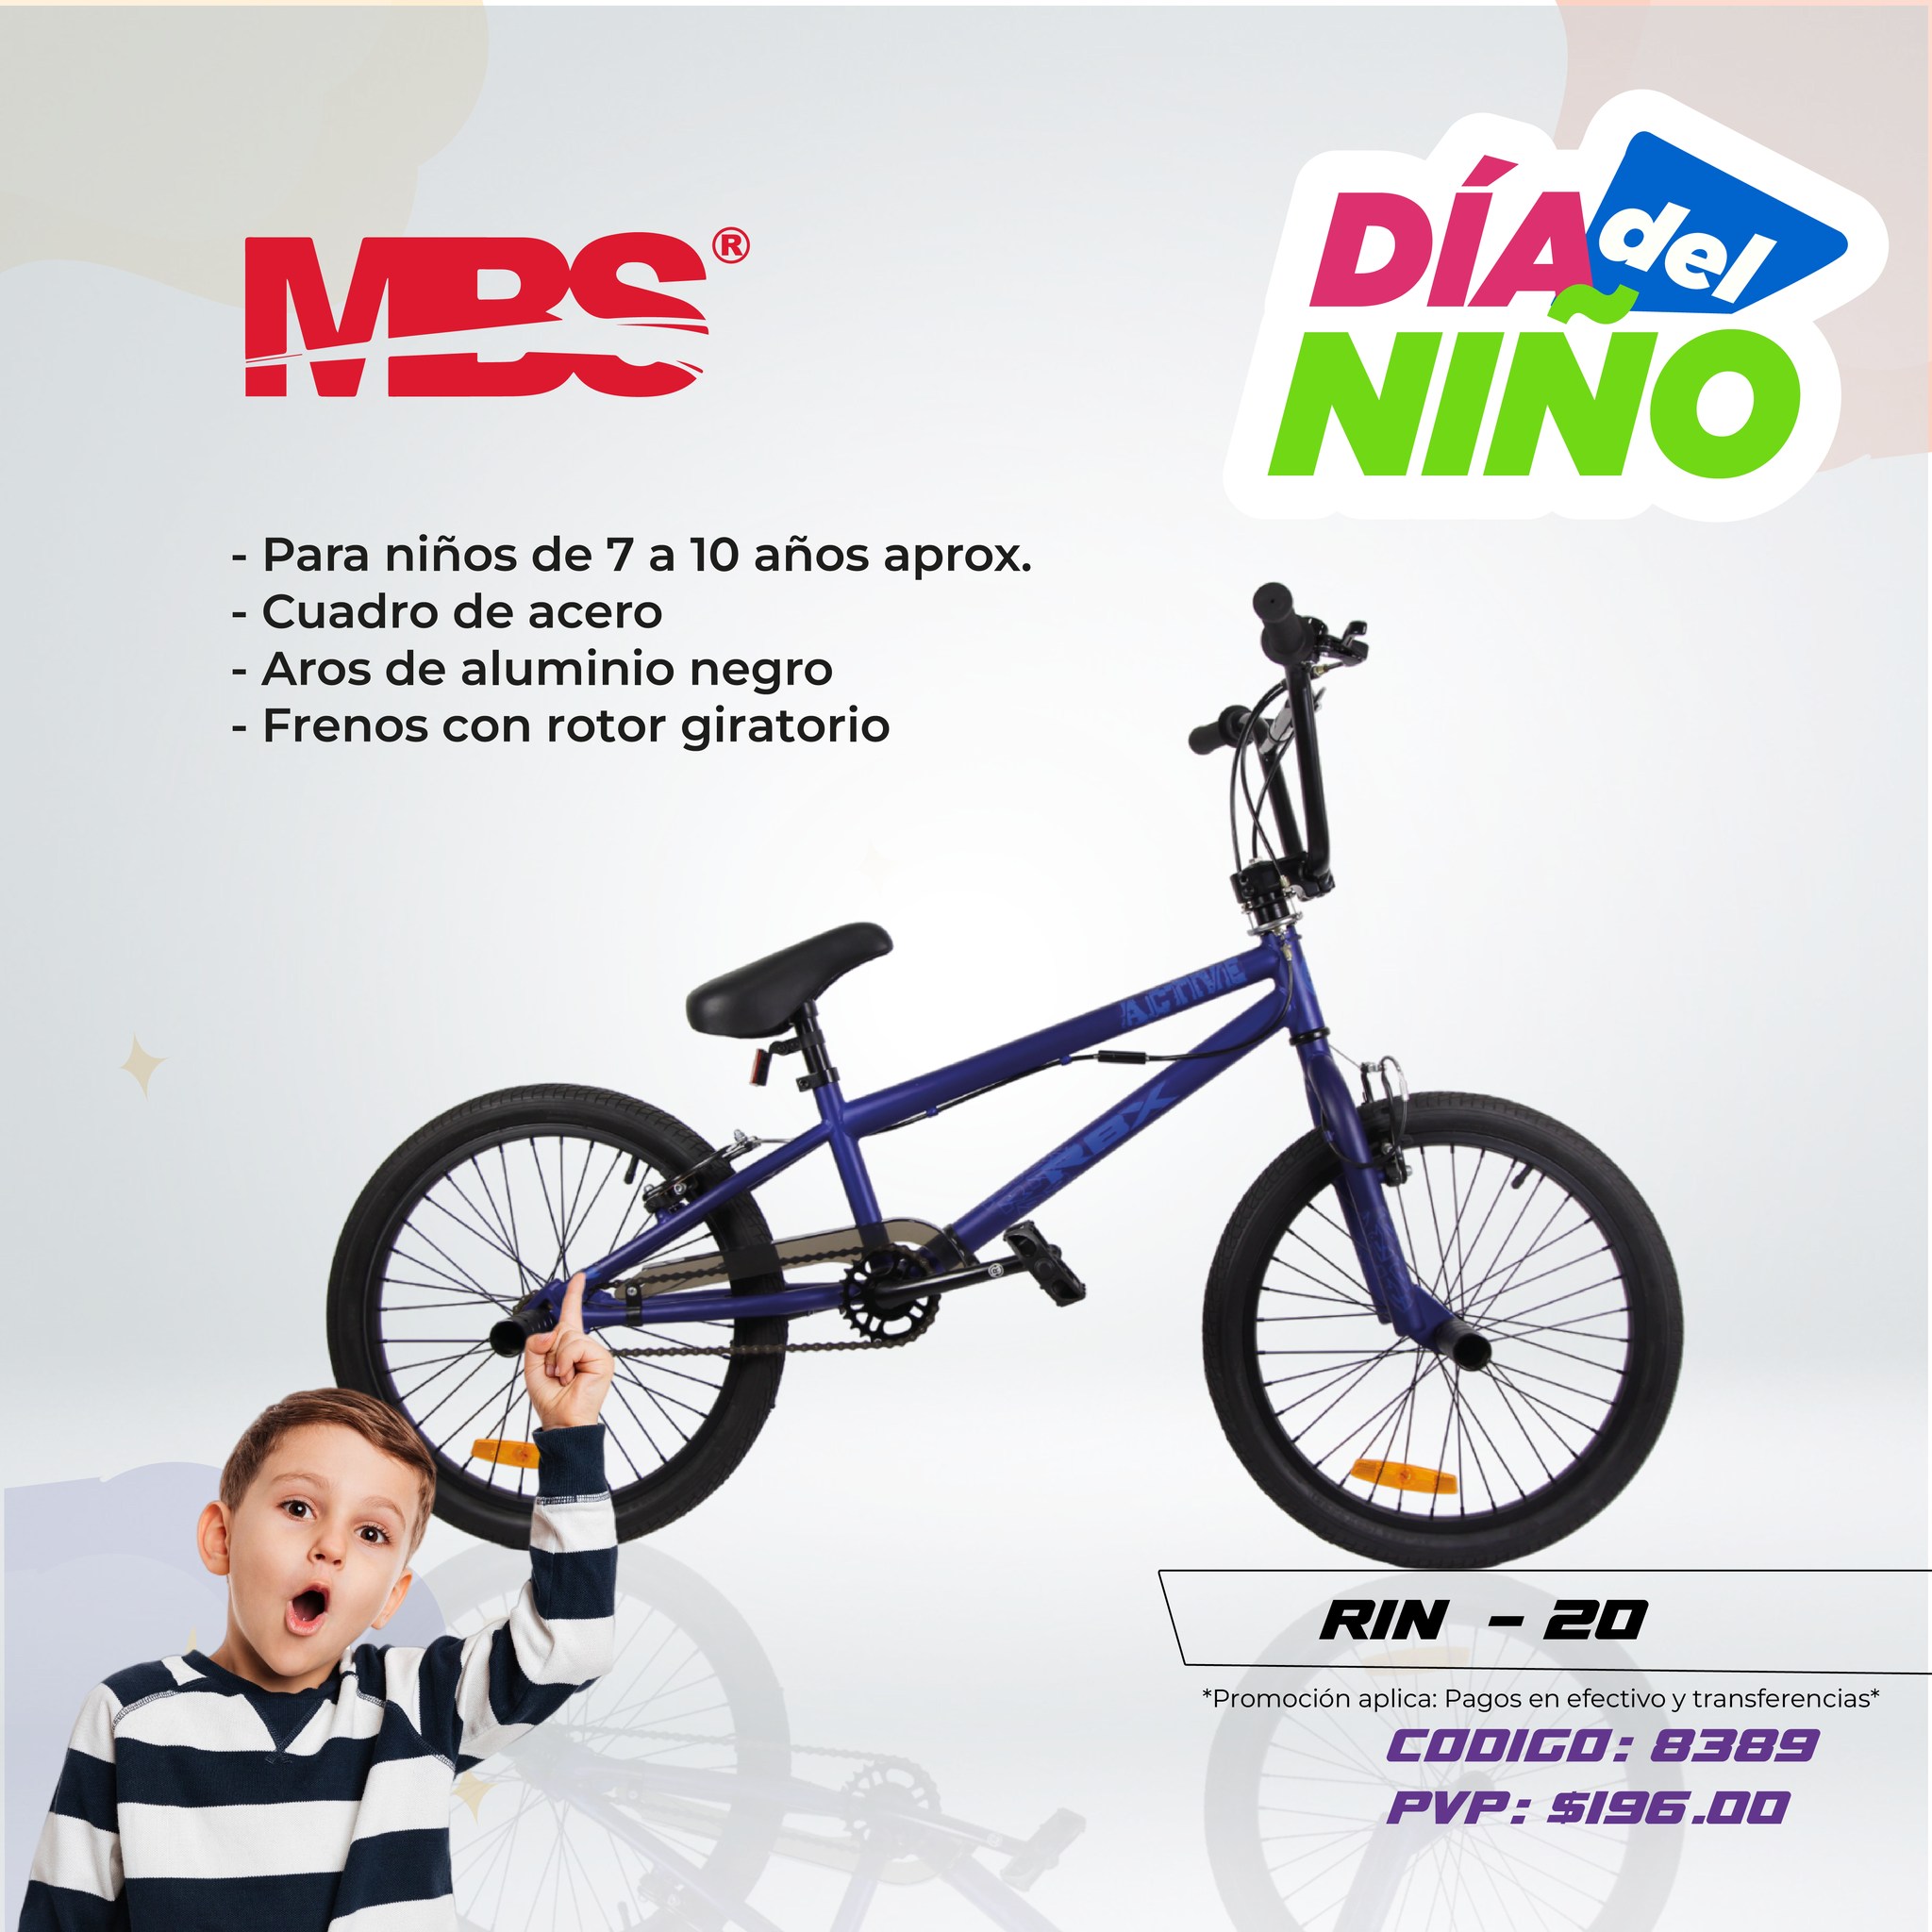 MBS®
DÍA del
NIÑO
- Para niños de 7 a 10 años aprox.
- Cuadro de acero
- Aros de aluminio negro
- Frenos con rotor giratorio
ACTIVE
RIN - 20
*Promoción aplica: Pagos en efectivo y transferencias*
CODIGO: 8389
PVP: $196.00